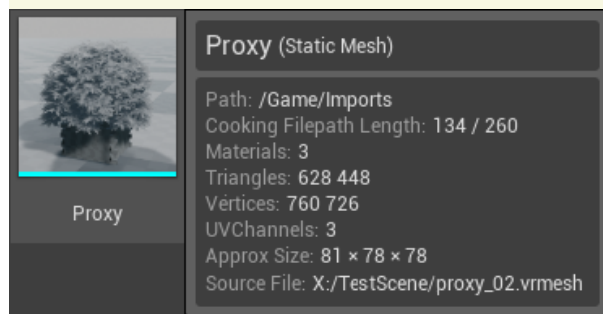 Proxy (Static Mesh)
Path: /Game/Imports
Cooking Filepath Length: 134 / 260
Materials: 3
Triangles: 628 448
Vertices: 760 726
UVChannels: 3
Approx Size: 81 × 78 × 78
Source File: X:/TestScene/proxy_02.vrmesh
Proxy